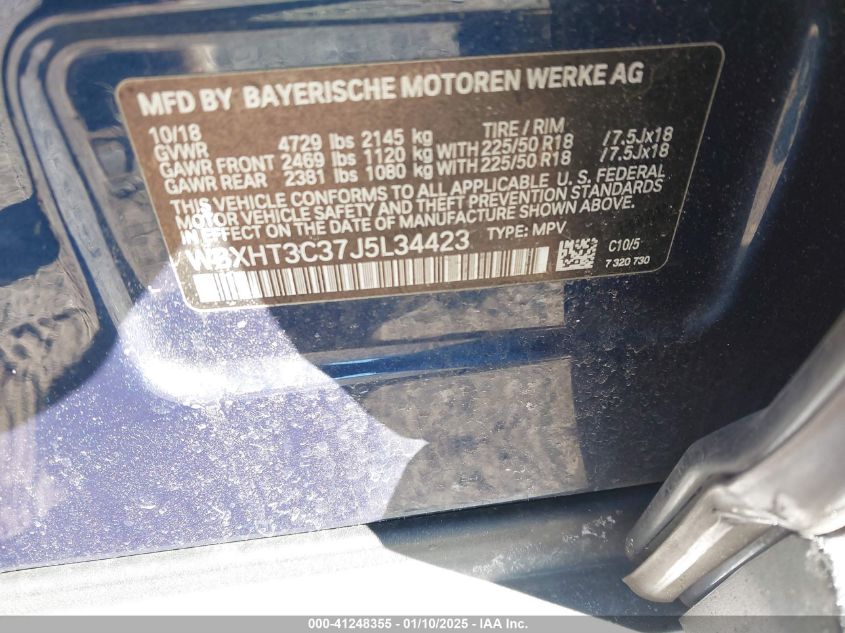 MFD BY BAYERISCHE MOTOREN WERKE AG
10/18 TIRE / RIM
GVWR 4729 lbs 2145 kg
GAWR FRONT 2469 lbs 1120 kg WITH 225/50 R18 /7.5Jx18
GAWR REAR 2381 lbs 1080 kg WITH 225/50 R18 /7.5Jx18
THIS VEHICLE CONFORMS TO ALL APPLICABLE U. S. FEDERAL
MOTOR VEHICLE SAFETY AND THEFT PREVENTION STANDARDS
IN EFFECT ON THE DATE OF MANUFACTURE SHOWN ABOVE.
WBXHT3C37J5L34423 TYPE: MPV
C10/5
7 320 730
000-41248355 — 01/10/2025 — IAA Inc.